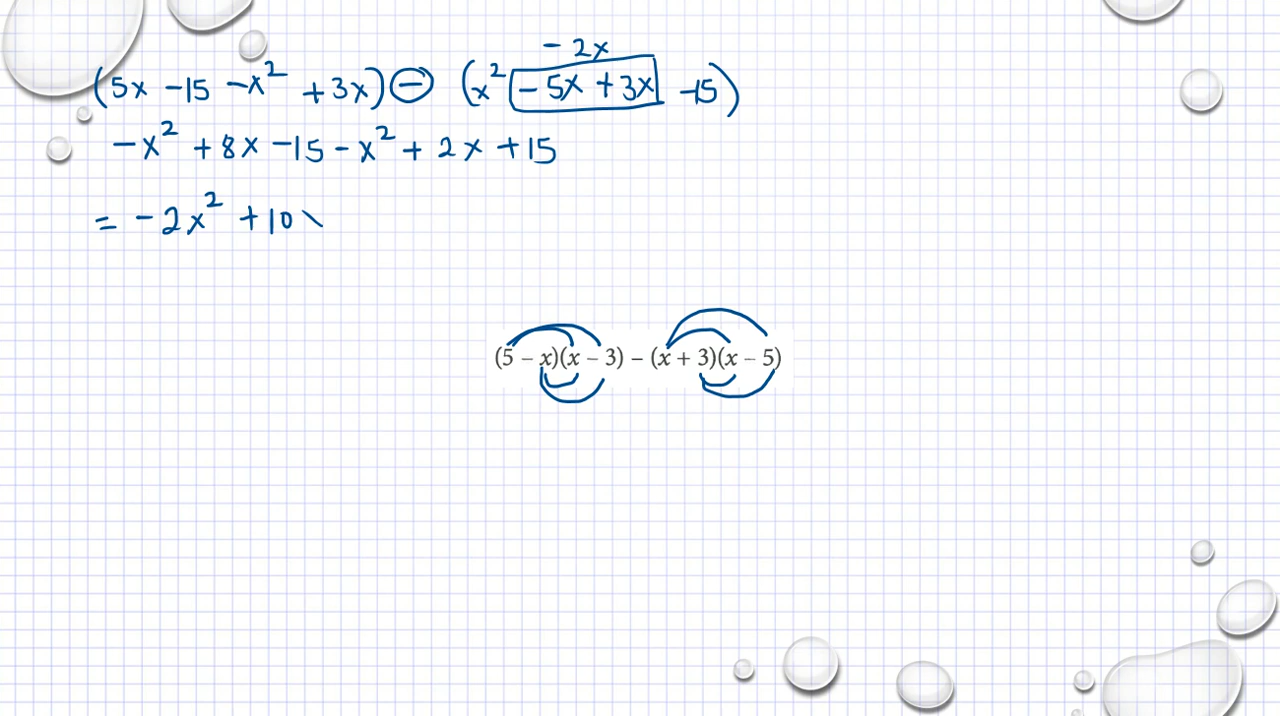 - 2x
(5x - 15 - x² + 3x) - (x² - 5x + 3x - 15)
- x² + 8x - 15 - x² + 2x + 15
= - 2x² + 10
(5 − x)(x − 3) − (x + 3)(x − 5)